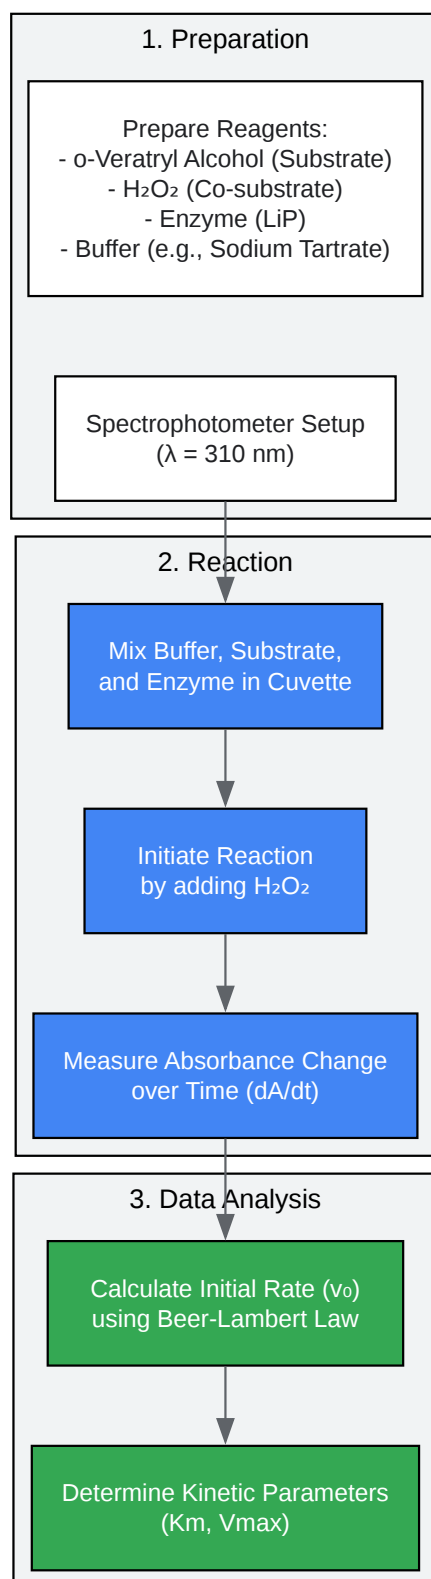 1. Preparation
Prepare Reagents:
- o-Veratryl Alcohol (Substrate)
- H₂O₂ (Co-substrate)
- Enzyme (LiP)
- Buffer (e.g., Sodium Tartrate)
Spectrophotometer Setup
(λ = 310 nm)
2. Reaction
Mix Buffer, Substrate,
and Enzyme in Cuvette
Initiate Reaction
by adding H₂O₂
Measure Absorbance Change
over Time (dA/dt)
3. Data Analysis
Calculate Initial Rate (v₀)
using Beer-Lambert Law
Determine Kinetic Parameters
(Km, Vmax)